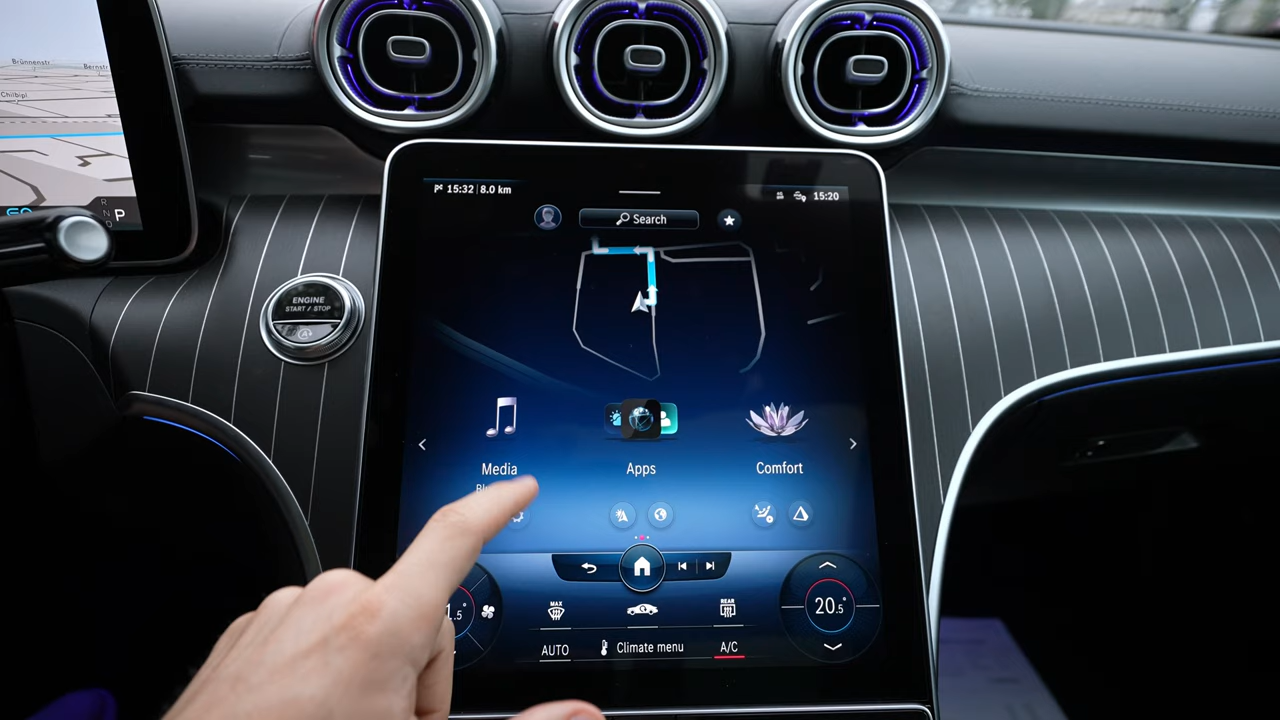 Brünnenstr.
Bernstr.
Chilbipl.
R
N
D
P
ENGINE
START / STOP
15:32 | 8.0 km
15:20
Search
Media
Apps
Comfort
MAX
REAR
20.5°
AUTO
Climate menu
A/C